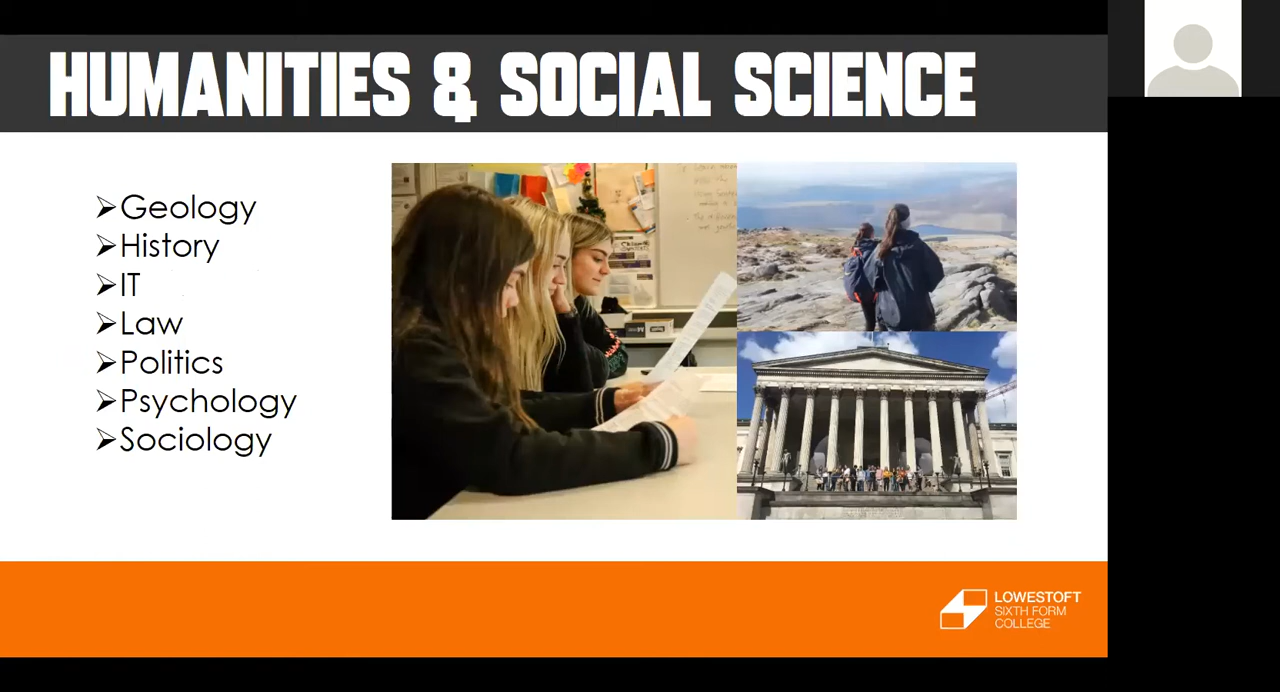 HUMANITIES & SOCIAL SCIENCE
➢Geology
➢History
➢IT
➢Law
➢Politics
➢Psychology
➢Sociology
LOWESTOFT
SIXTH FORM
COLLEGE